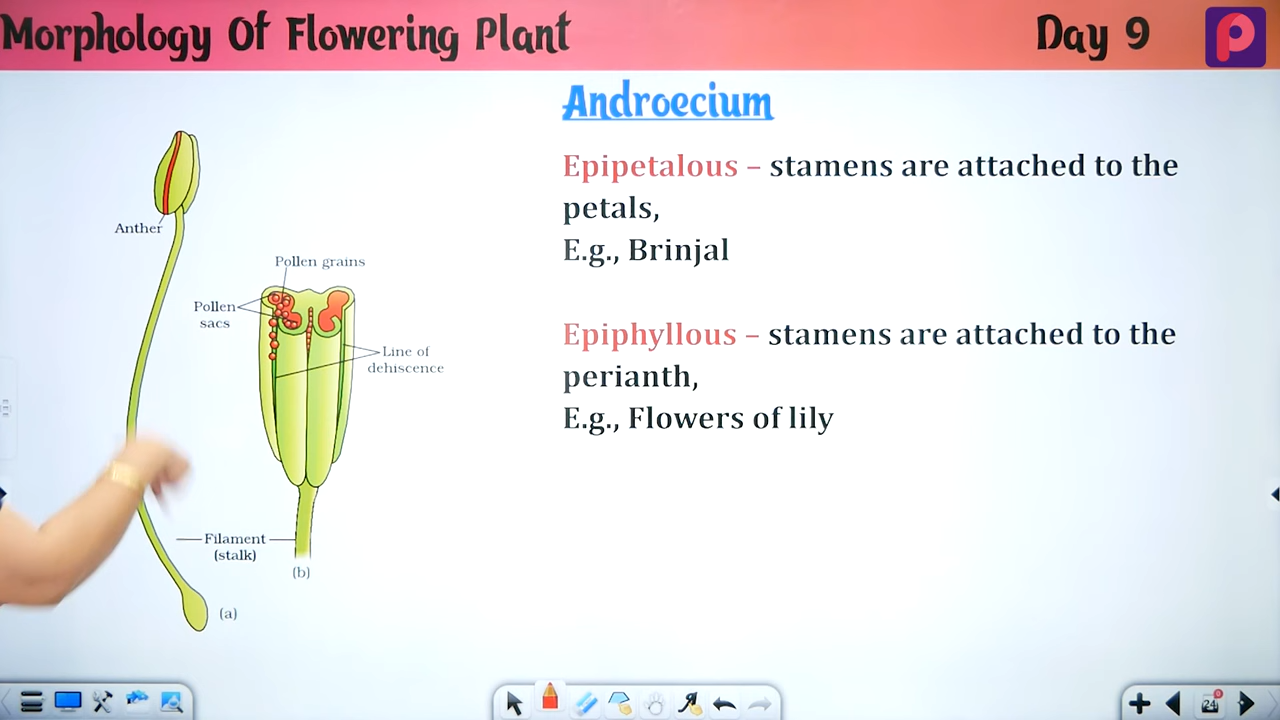 Morphology Of Flowering Plant
Day 9
Androecium
Epipetalous – stamens are attached to the
petals,
E.g., Brinjal
Epiphyllous – stamens are attached to the
perianth,
E.g., Flowers of lily
Anther
Pollen grains
Pollen
sacs
Line of
dehiscence
Filament
(stalk)
(b)
(a)
24